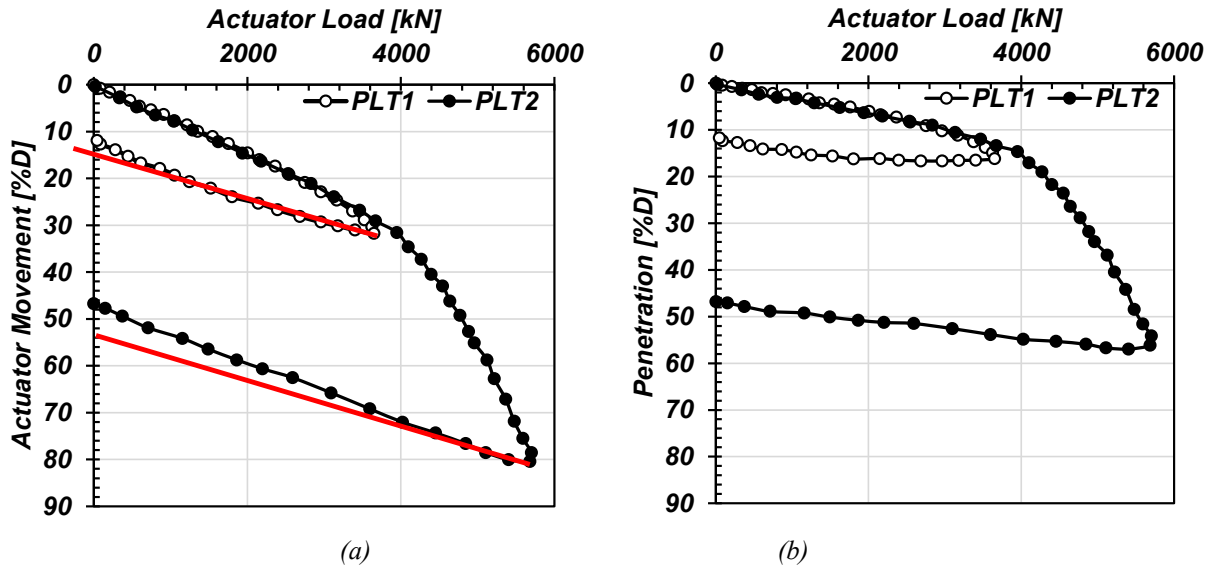 Actuator Load [kN]
0 2000 4000 6000
0
10
20
30
40
50
60
70
80
90
Actuator Movement [%D]
PLT1 PLT2
(a)
Actuator Load [kN]
0 2000 4000 6000
0
10
20
30
40
50
60
70
80
90
Penetration [%D]
PLT1 PLT2
(b)